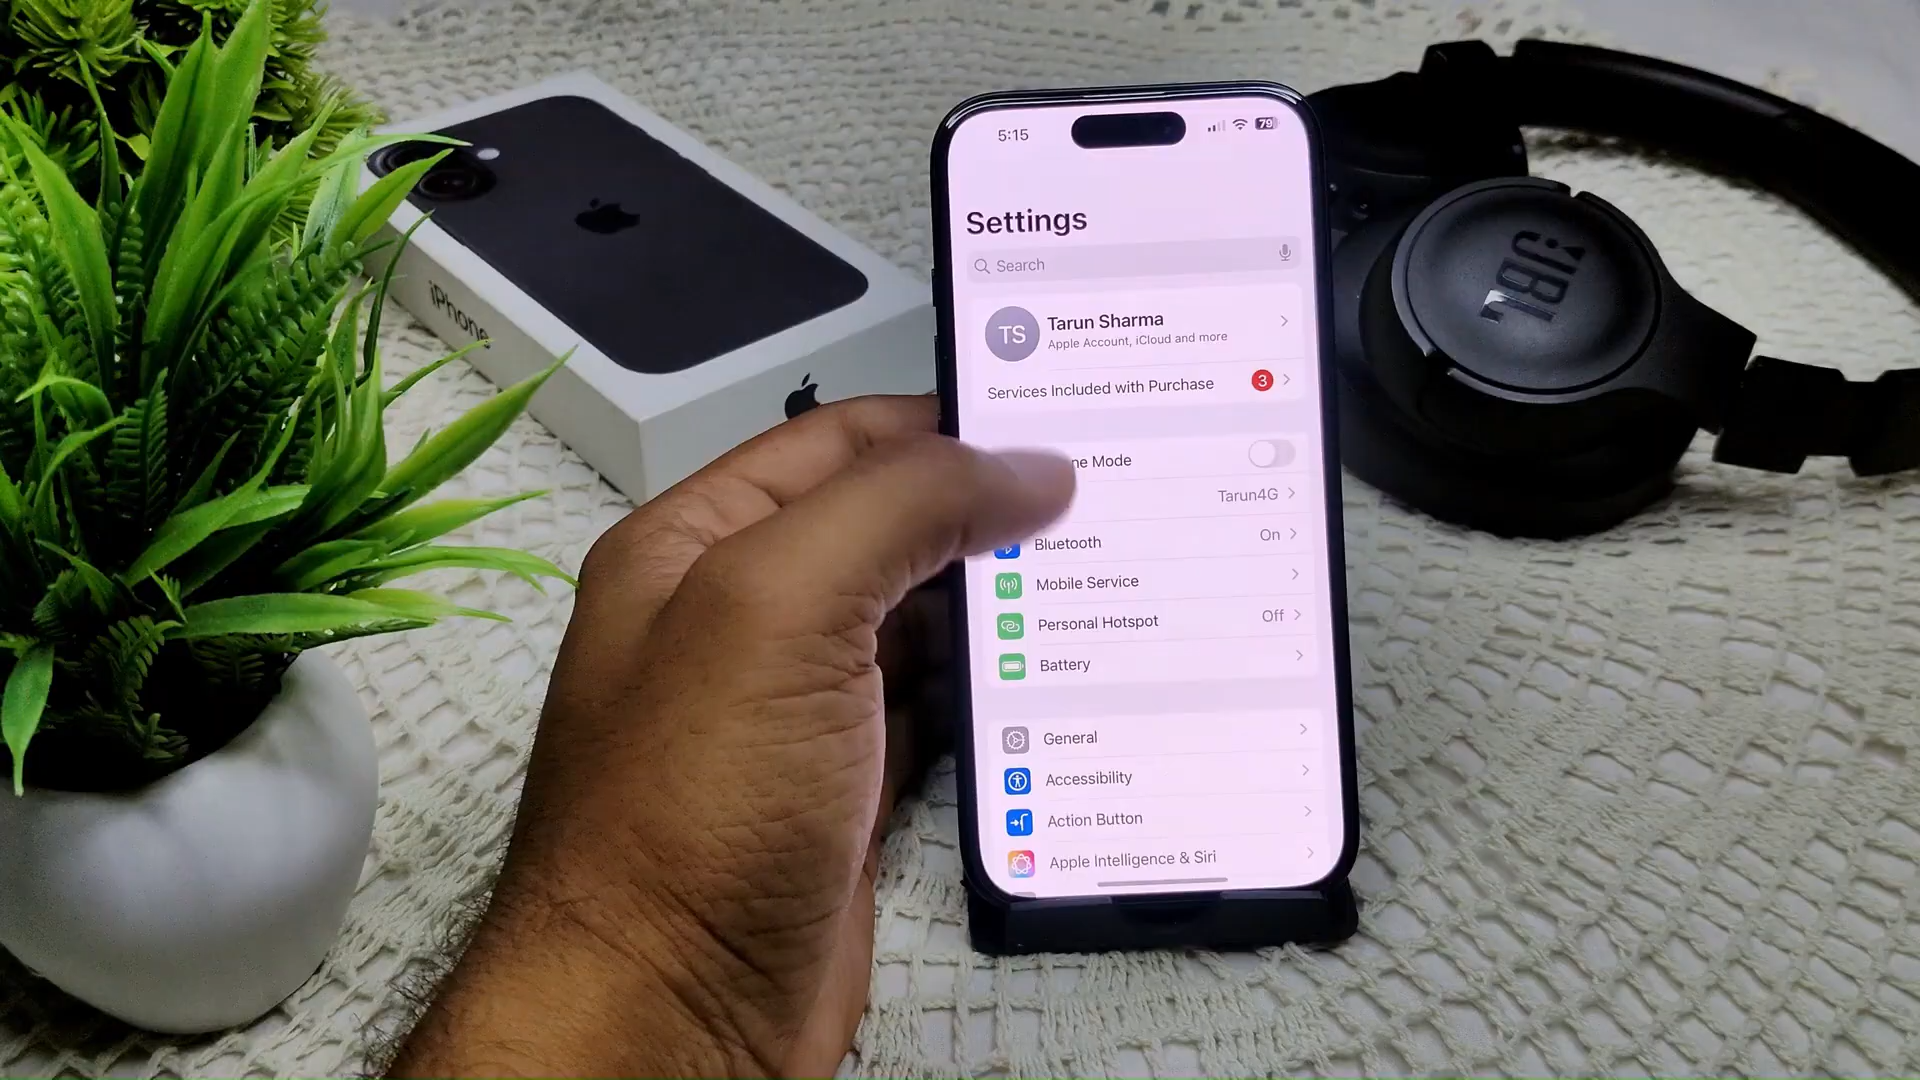 iPhone
5:15
79
Settings
Search
TS
Tarun Sharma
Apple Account, iCloud and more
Services Included with Purchase 3
ne Mode
Tarun4G
Bluetooth On
Mobile Service
Personal Hotspot Off
Battery
General
Accessibility
Action Button
Apple Intelligence & Siri
JBL